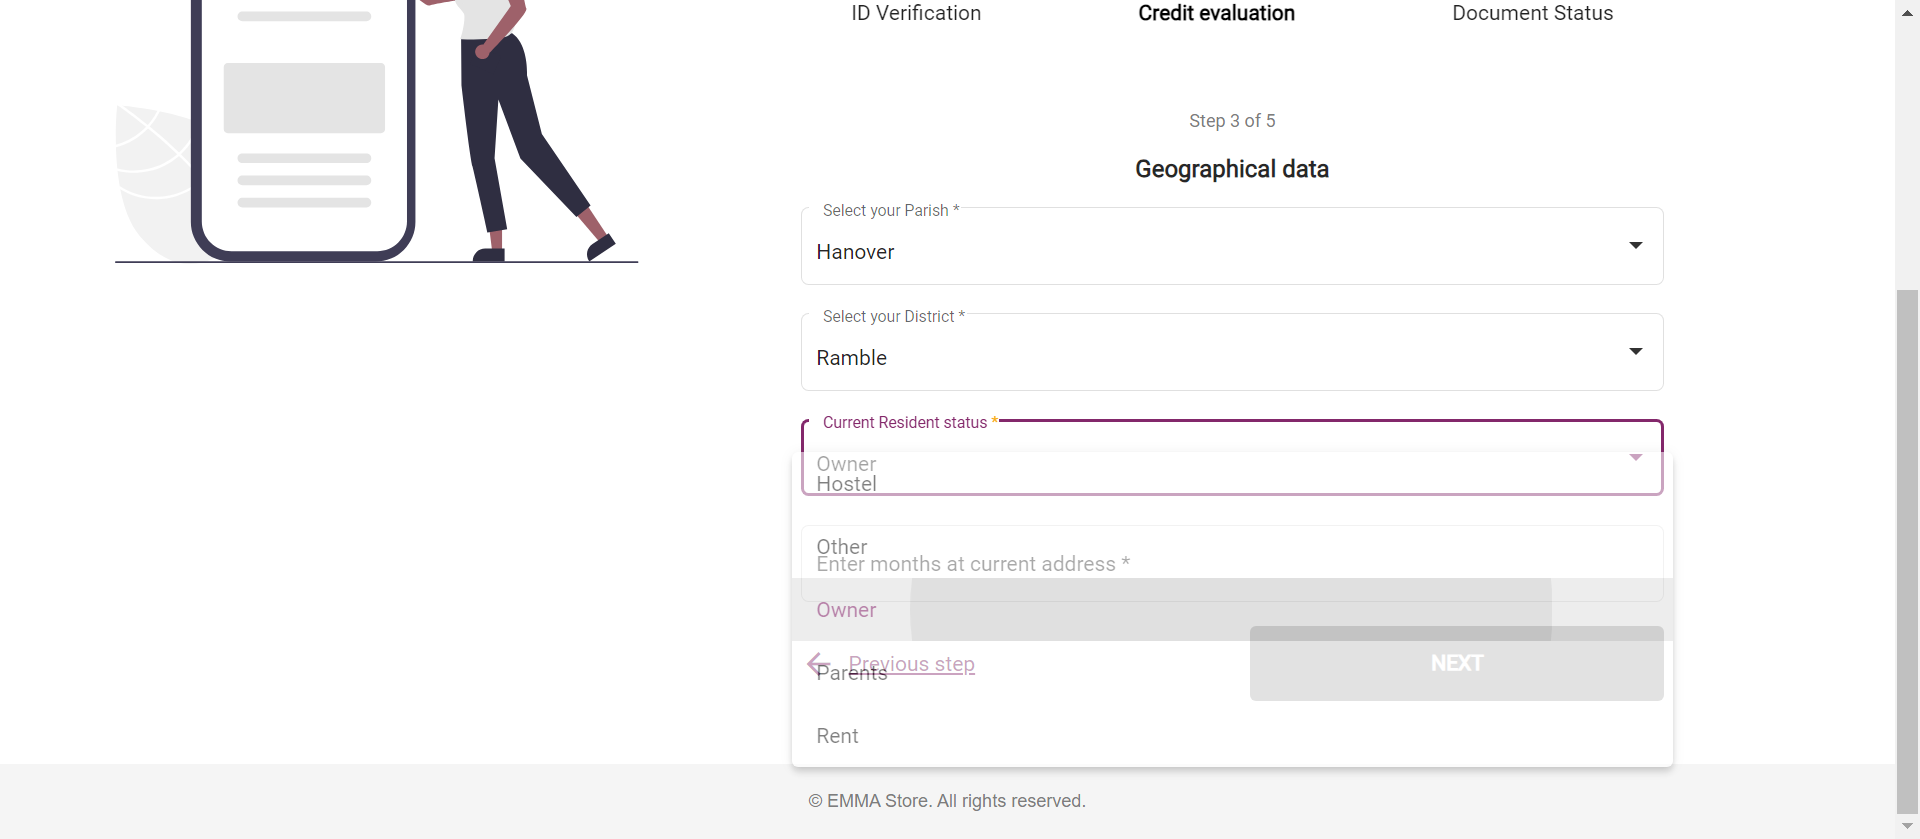 ID Verification
Credit evaluation
Document Status
Step 3 of 5
Geographical data
Select your Parish *
Hanover
Select your District *
Ramble
Current Resident status *
Owner
Hostel
Other
Enter months at current address *
Owner
Previous step
NEXT
Parents
Rent
© EMMA Store. All rights reserved.